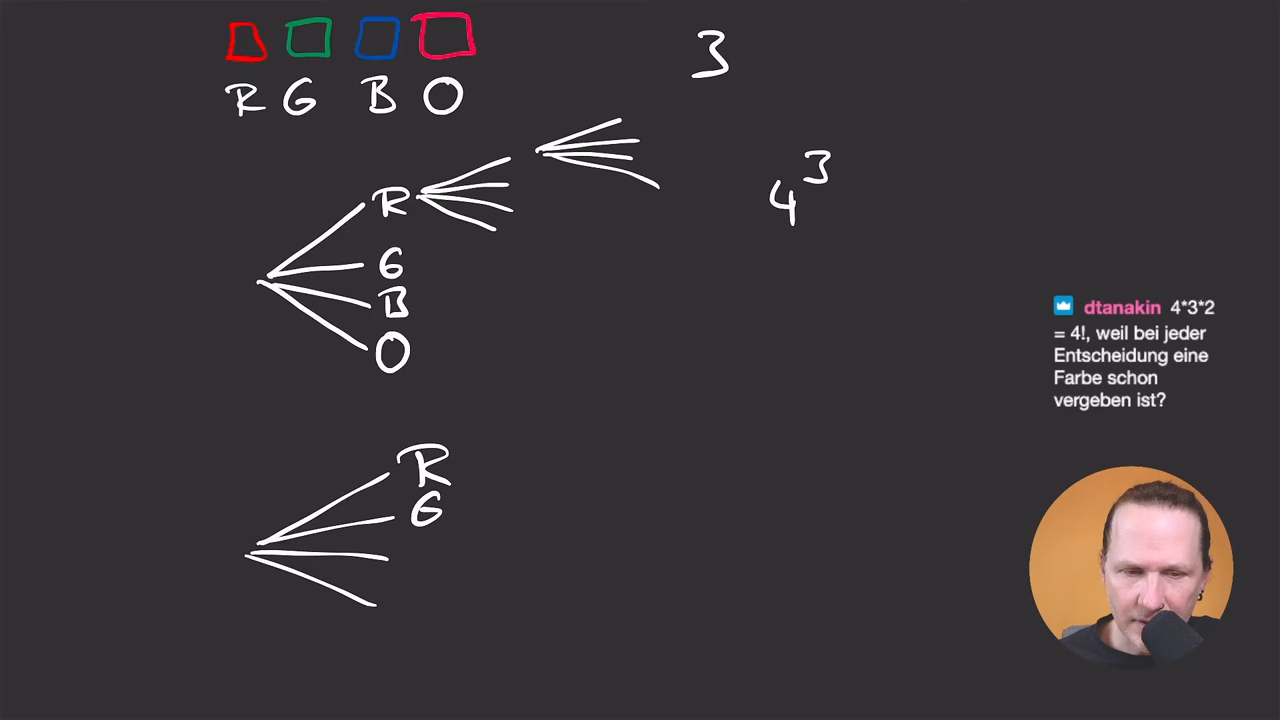 R G B O
3
R
G
B
O
4³
dtanakin 4*3*2
= 4!, weil bei jeder
Entscheidung eine
Farbe schon
vergeben ist?
R
G